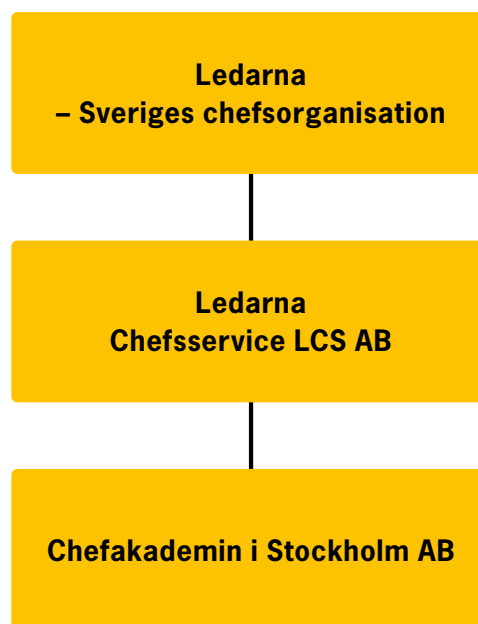 Ledarna
– Sveriges chefsorganisation
Ledarna
Chefsservice LCS AB
Chefakademin i Stockholm AB